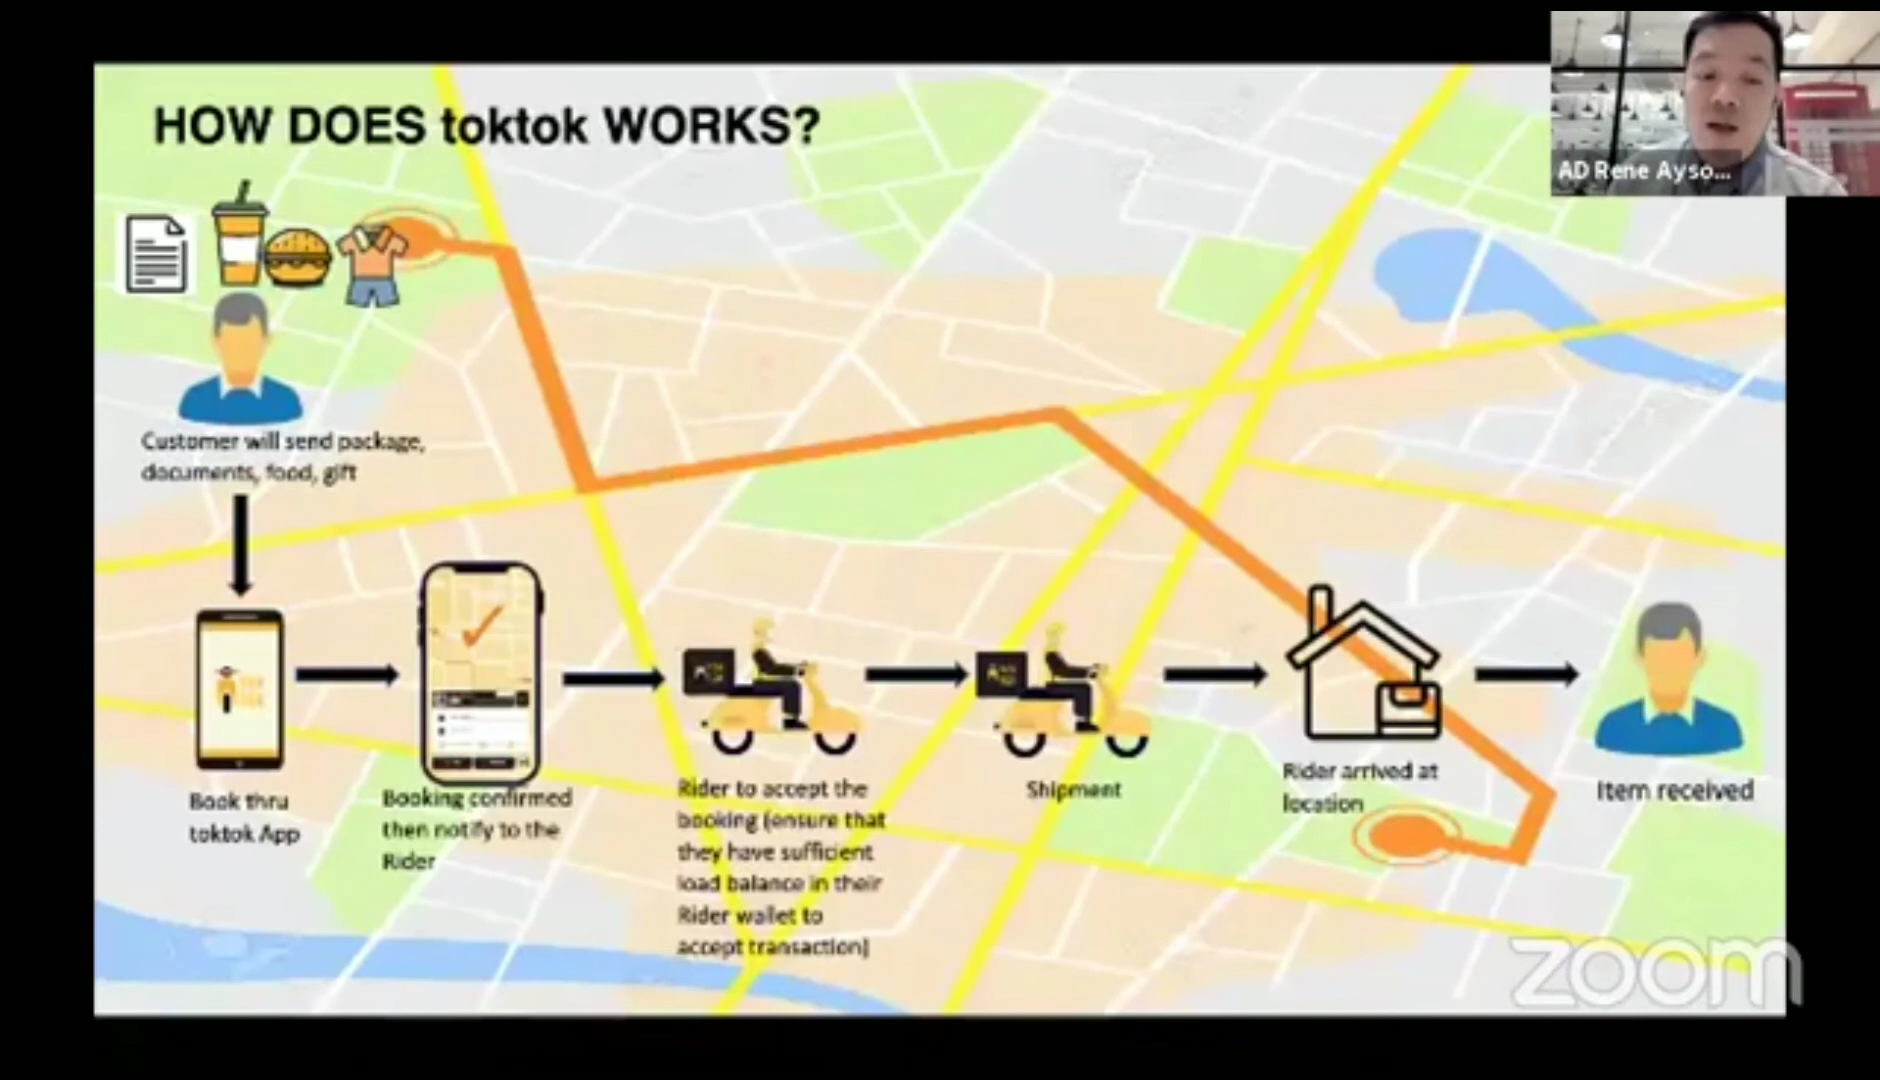 HOW DOES toktok WORKS?
AD Rene Ayso...
Customer will send package,
documents, food, gift
Book thru
toktok App
Booking confirmed
then notify to the
Rider
Rider to accept the
booking (ensure that
they have sufficient
load balance in their
Rider wallet to
accept transaction)
Shipment
Rider arrived at
location
Item received
zoom